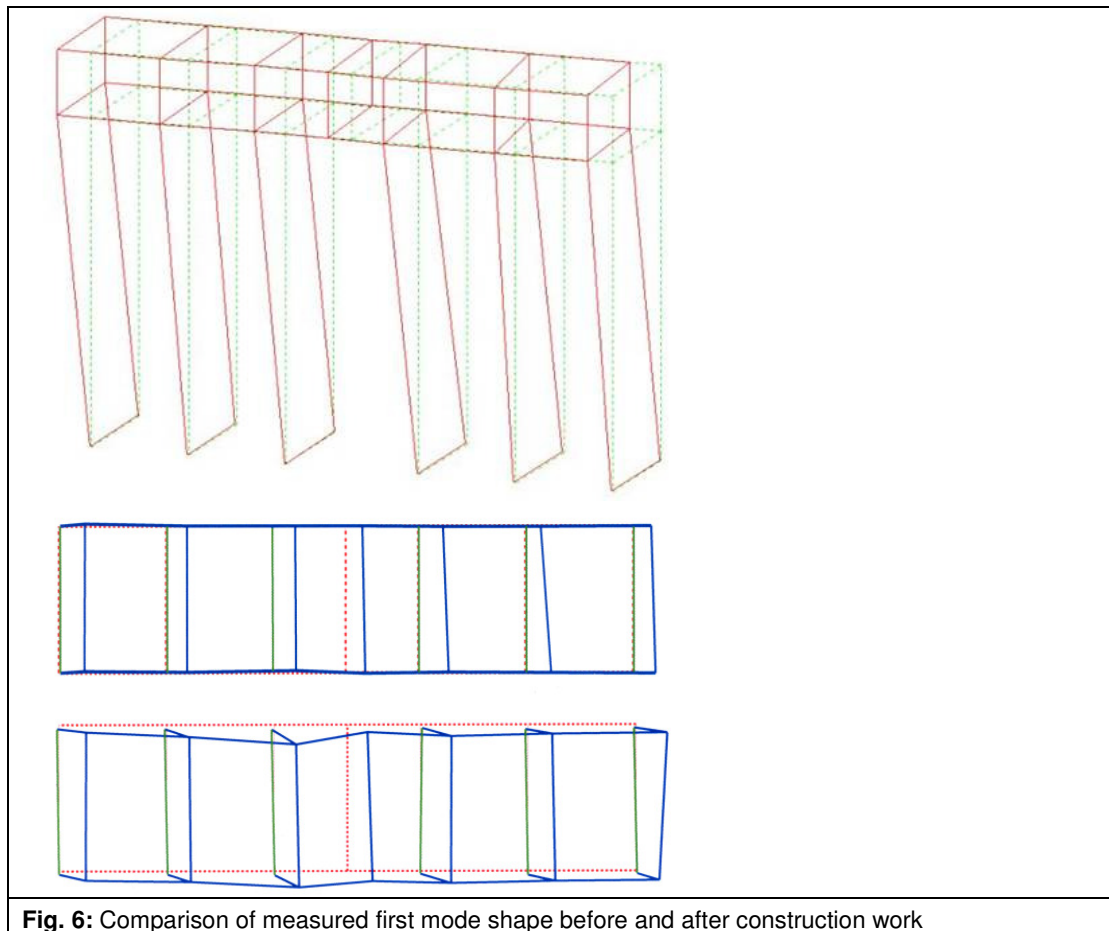 Fig. 6: Comparison of measured first mode shape before and after construction work